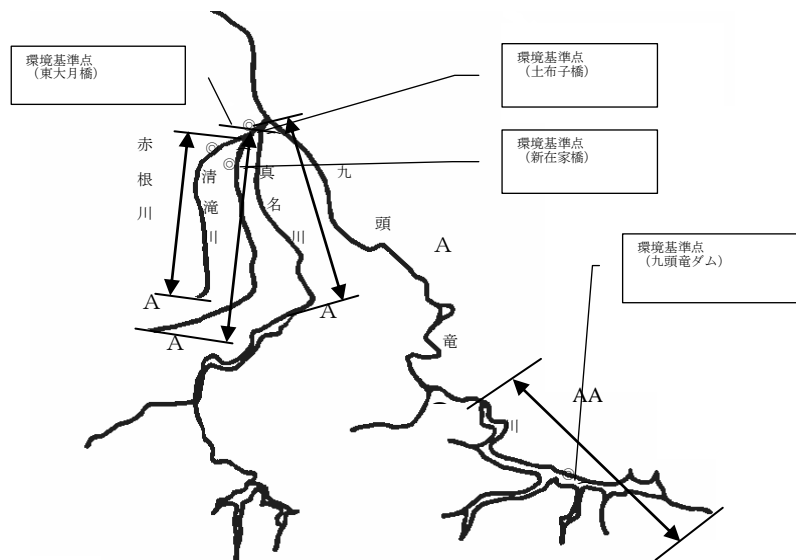 環境基準点
（東大月橋）
環境基準点
（土布子橋）
環境基準点
（新在家橋）
環境基準点
（九頭竜ダム）
赤根川
清滝川
真名川
九頭竜川
A
A
A
A
AA